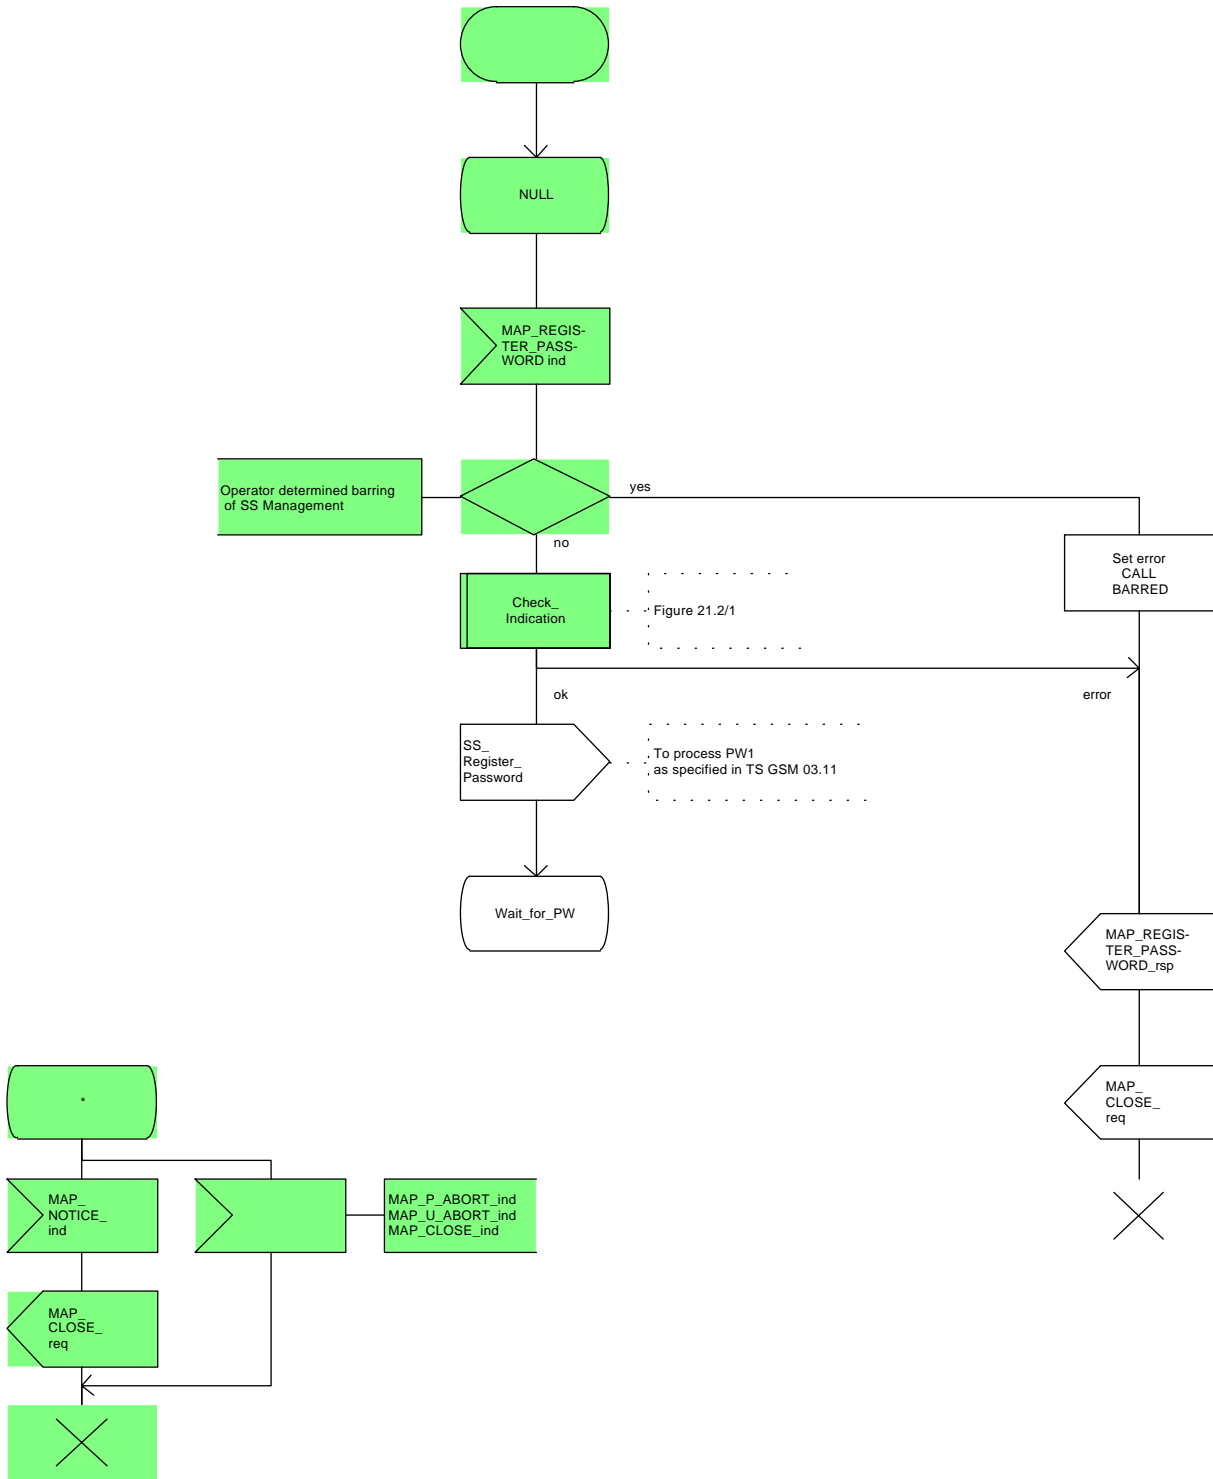 NULL
MAP_REGIS-
TER_PASS-
WORD ind
Operator determined barring
of SS Management
yes
no
Set error
CALL
BARRED
Check_
Indication
Figure 21.2/1
ok
error
SS_
Register_
Password
To process PW1
as specified in TS GSM 03.11
Wait_for_PW
MAP_REGIS-
TER_PASS-
WORD_rsp
MAP_
CLOSE_
req
*
MAP_
NOTICE_
ind
MAP_P_ABORT_ind
MAP_U_ABORT_ind
MAP_CLOSE_ind
MAP_
CLOSE_
req